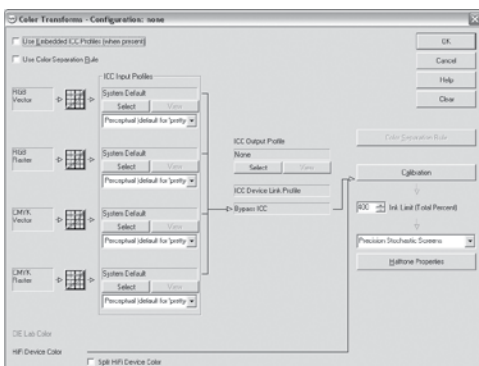 Color Transforms - Configuration: none
Use Embedded ICC Profiles (when present)
Use Color Separation Rule
OK
Cancel
Help
Clear
ICC Input Profiles
RGB
Vector
System Default
Select
View
Perceptual (default for "pretty
RGB
Raster
System Default
Select
View
Perceptual (default for "pretty
CMYK
Vector
System Default
Select
View
Perceptual (default for "pretty
CMYK
Raster
System Default
Select
View
Perceptual (default for "pretty
ICC Output Profile
None
Select
View
ICC Device Link Profile
Bypass ICC
Color Separation Rule
Calibration
400
Ink Limit (Total Percent)
Precision Stochastic Screens
Halftone Properties
CIE Lab Color
HiFi Device Color
Split HiFi Device Color